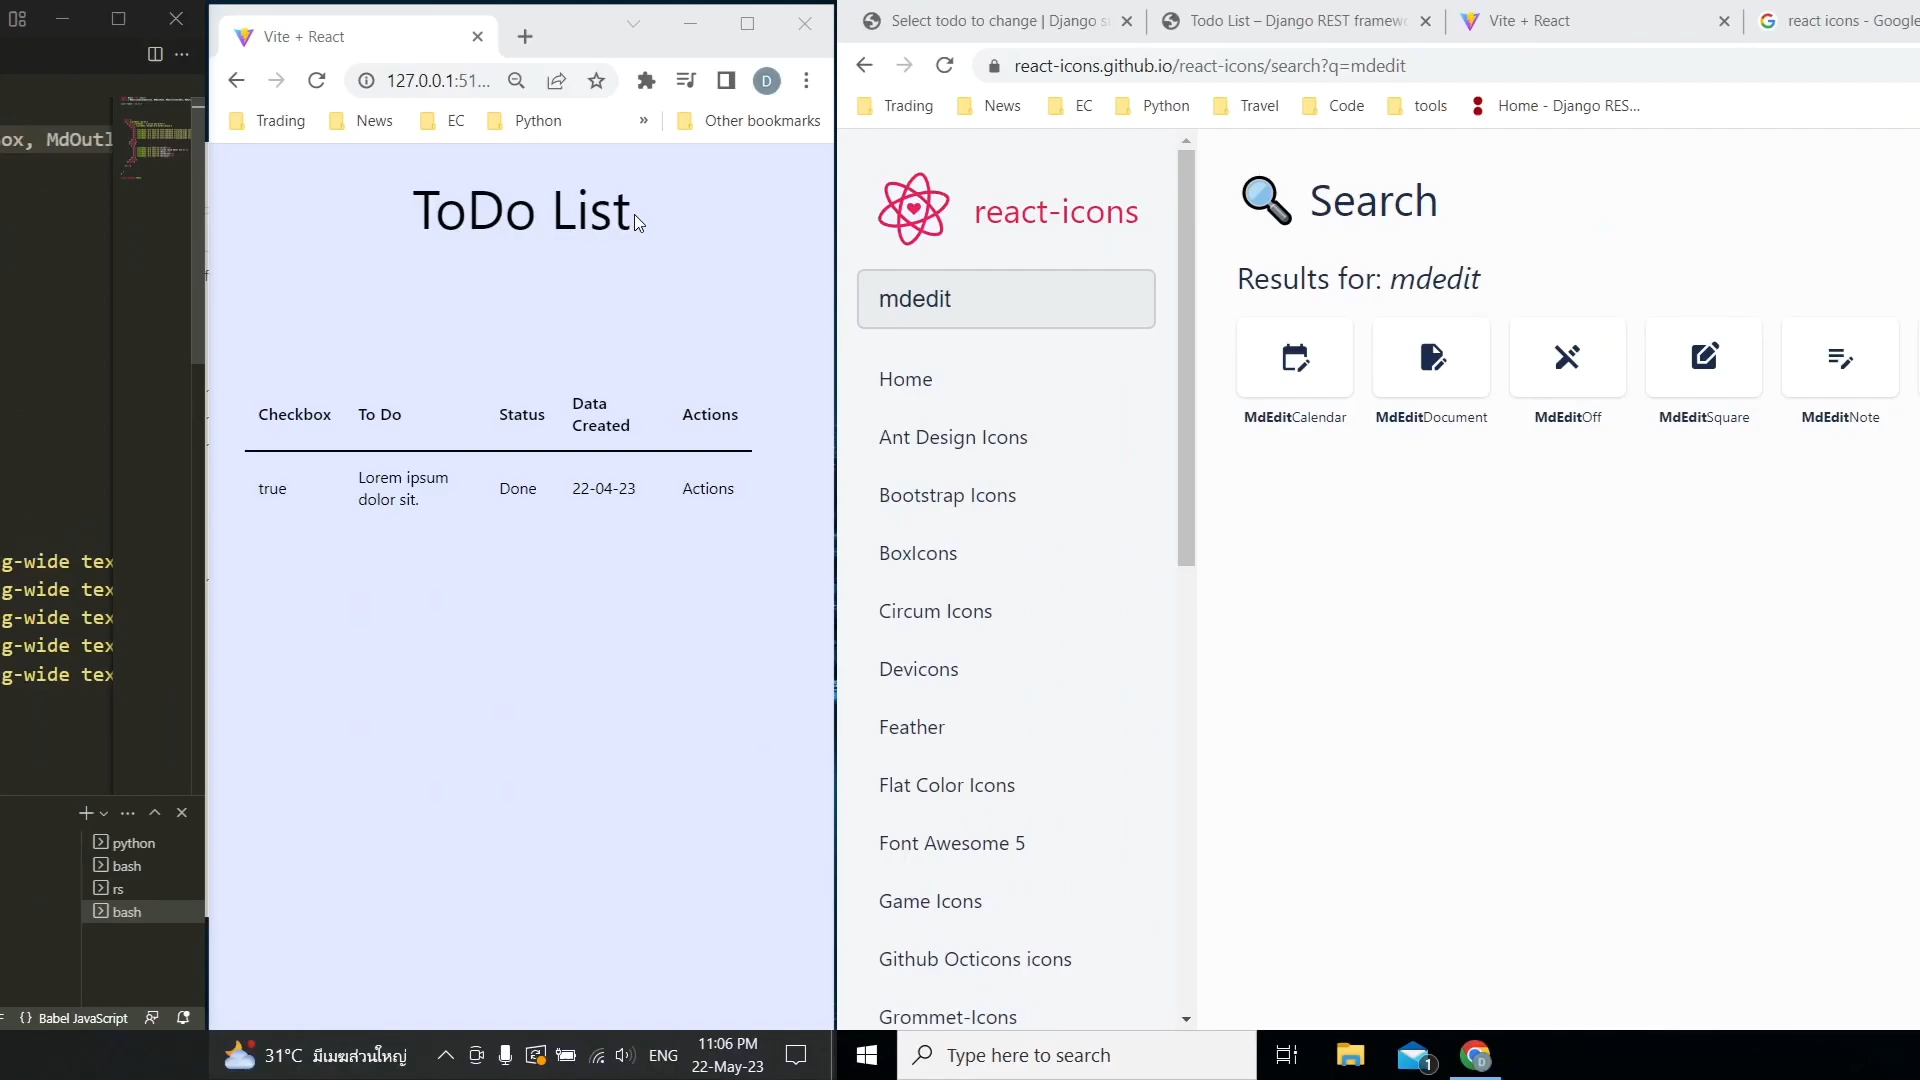 ox, MdOutl
g-wide tex
g-wide tex
g-wide tex
g-wide tex
g-wide tex
python
bash
rs
bash
{} Babel JavaScript
Vite + React
127.0.0.1:51...
D
Trading
News
EC
Python
»
Other bookmarks
ToDo List
Checkbox
To Do
Status
Data
Created
Actions
true
Lorem ipsum
dolor sit.
Done
22-04-23
Actions
31°C มีเมฆส่วนใหญ่
ENG
11:06 PM
22-May-23
Select todo to change | Django s
Todo List – Django REST framew
Vite + React
react icons - Google
react-icons.github.io/react-icons/search?q=mdedit
Trading
News
EC
Python
Travel
Code
tools
Home - Django RES...
react-icons
mdedit
Home
Ant Design Icons
Bootstrap Icons
BoxIcons
Circum Icons
Devicons
Feather
Flat Color Icons
Font Awesome 5
Game Icons
Github Octicons icons
Grommet-Icons
Search
Results for: mdedit
MdEditCalendar
MdEditDocument
MdEditOff
MdEditSquare
MdEditNote
Type here to search
1